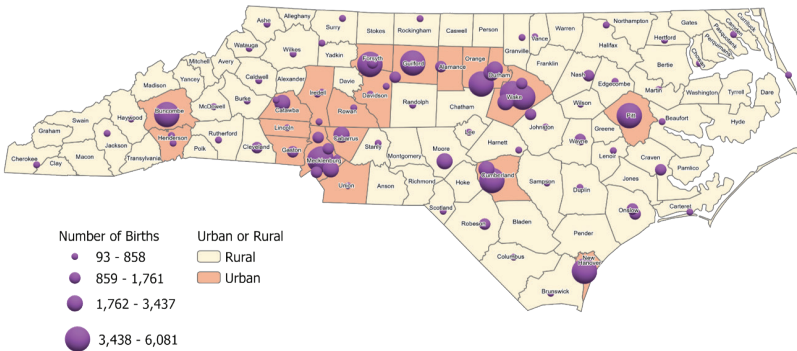 Ashe
Alleghany
Surry
Stokes
Rockingham
Caswell
Person
Granville
Vance
Warren
Northampton
Gates
Hertford
Halifax
Camden
Currituck
Pasquotank
Perquimans
Chowan
Watauga
Wilkes
Yadkin
Forsyth
Guilford
Alamance
Orange
Durham
Franklin
Bertie
Mitchell
Avery
Caldwell
Alexander
Davie
Iredell
Davidson
Randolph
Chatham
Wake
Nash
Edgecombe
Martin
Washington
Tyrrell
Dare
Madison
Yancey
Burke
McDowell
Catawba
Rowan
Wilson
Pitt
Beaufort
Hyde
Buncombe
Haywood
Swain
Graham
Rutherford
Lincoln
Cabarrus
Lee
Johnston
Greene
Wayne
Lenoir
Craven
Pamlico
Henderson
Polk
Cleveland
Gaston
Mecklenburg
Stanly
Montgomery
Moore
Harnett
Cherokee
Clay
Macon
Jackson
Transylvania
Union
Anson
Richmond
Hoke
Cumberland
Sampson
Duplin
Jones
Onslow
Carteret
Scotland
Robeson
Bladen
Pender
Columbus
New
Hanover
Brunswick
Number of Births
93 - 858
859 - 1,761
1,762 - 3,437
3,438 - 6,081
Urban or Rural
Rural
Urban